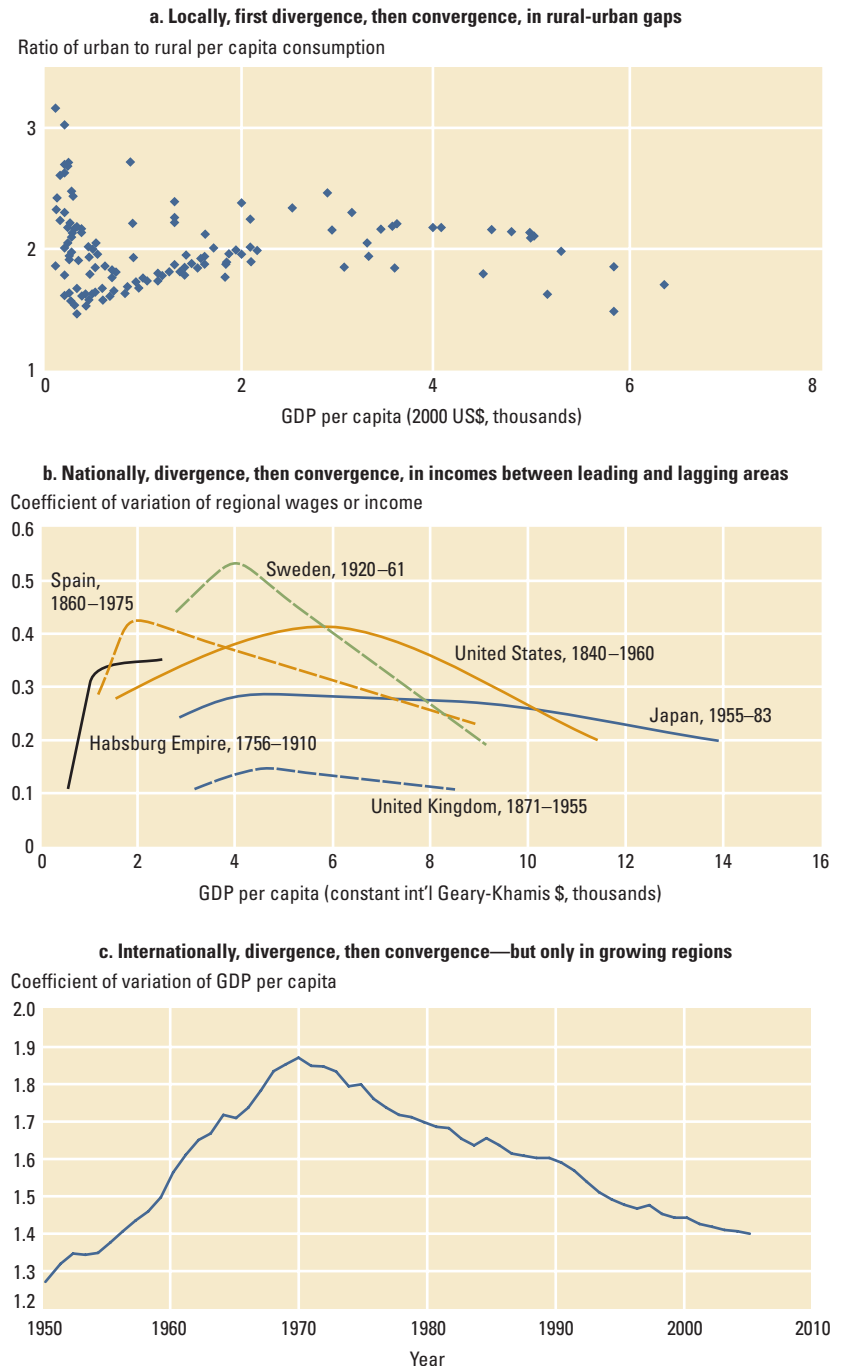 a. Locally, first divergence, then convergence, in rural-urban gaps
Ratio of urban to rural per capita consumption
3
2
1
0 2 4 6 8
GDP per capita (2000 US$, thousands)
b. Nationally, divergence, then convergence, in incomes between leading and lagging areas
Coefficient of variation of regional wages or income
0.6
0.5
0.4
0.3
0.2
0.1
0
Spain,
1860–1975
Sweden, 1920–61
United States, 1840–1960
Japan, 1955–83
Habsburg Empire, 1756–1910
United Kingdom, 1871–1955
0 2 4 6 8 10 12 14 16
GDP per capita (constant int'l Geary-Khamis $, thousands)
c. Internationally, divergence, then convergence—but only in growing regions
Coefficient of variation of GDP per capita
2.0
1.9
1.8
1.7
1.6
1.5
1.4
1.3
1.2
1950 1960 1970 1980 1990 2000 2010
Year